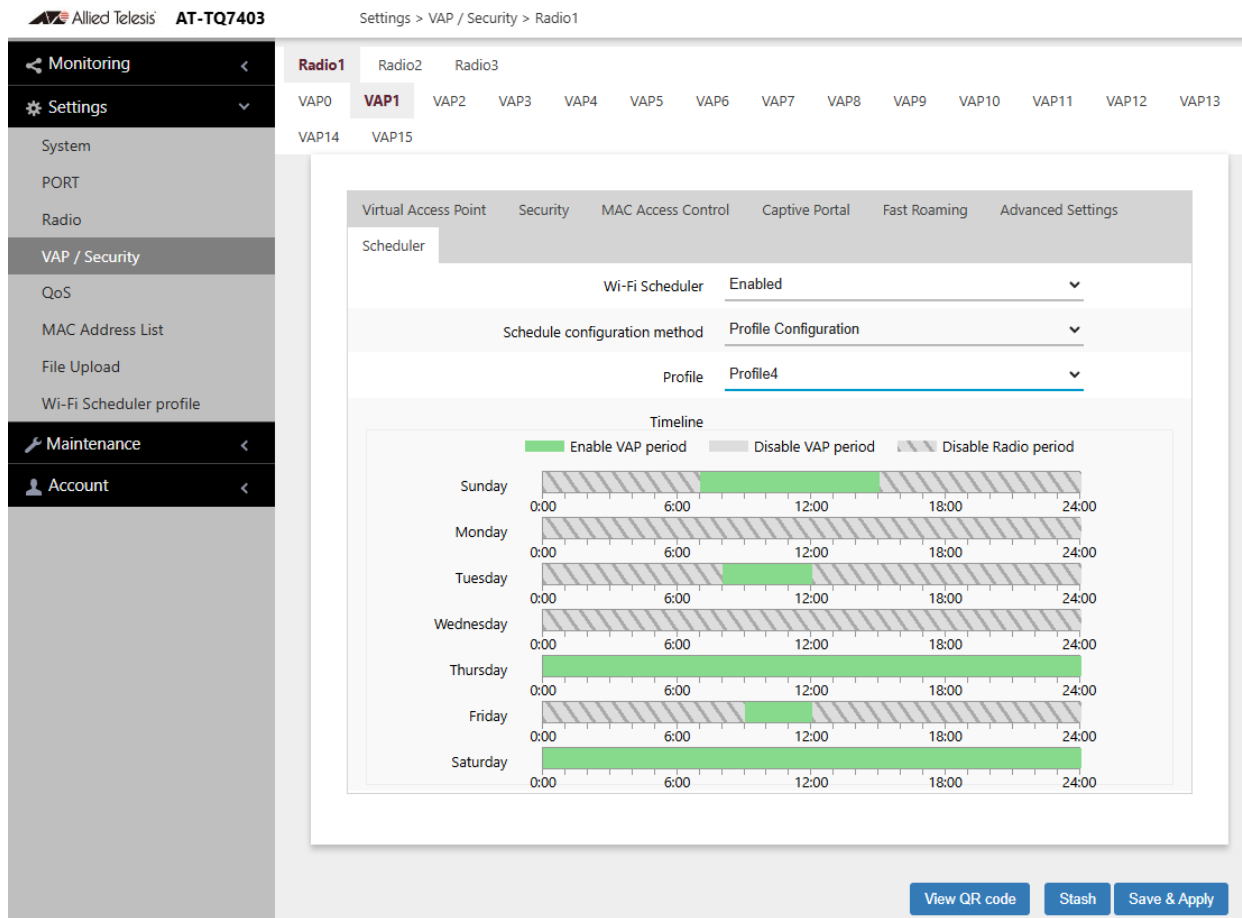 Allied Telesis AT-TQ7403 Settings > VAP / Security > Radio1
Monitoring
Settings
System
PORT
Radio
VAP / Security
QoS
MAC Address List
File Upload
Wi-Fi Scheduler profile
Maintenance
Account
Radio1 Radio2 Radio3
VAP0 VAP1 VAP2 VAP3 VAP4 VAP5 VAP6 VAP7 VAP8 VAP9 VAP10 VAP11 VAP12 VAP13
VAP14 VAP15
Virtual Access Point Security MAC Access Control Captive Portal Fast Roaming Advanced Settings
Scheduler
Wi-Fi Scheduler Enabled
Schedule configuration method Profile Configuration
Profile Profile4
Timeline
Enable VAP period Disable VAP period Disable Radio period
Sunday
0:00 6:00 12:00 18:00 24:00
Monday
0:00 6:00 12:00 18:00 24:00
Tuesday
0:00 6:00 12:00 18:00 24:00
Wednesday
0:00 6:00 12:00 18:00 24:00
Thursday
0:00 6:00 12:00 18:00 24:00
Friday
0:00 6:00 12:00 18:00 24:00
Saturday
0:00 6:00 12:00 18:00 24:00
View QR code Stash Save & Apply